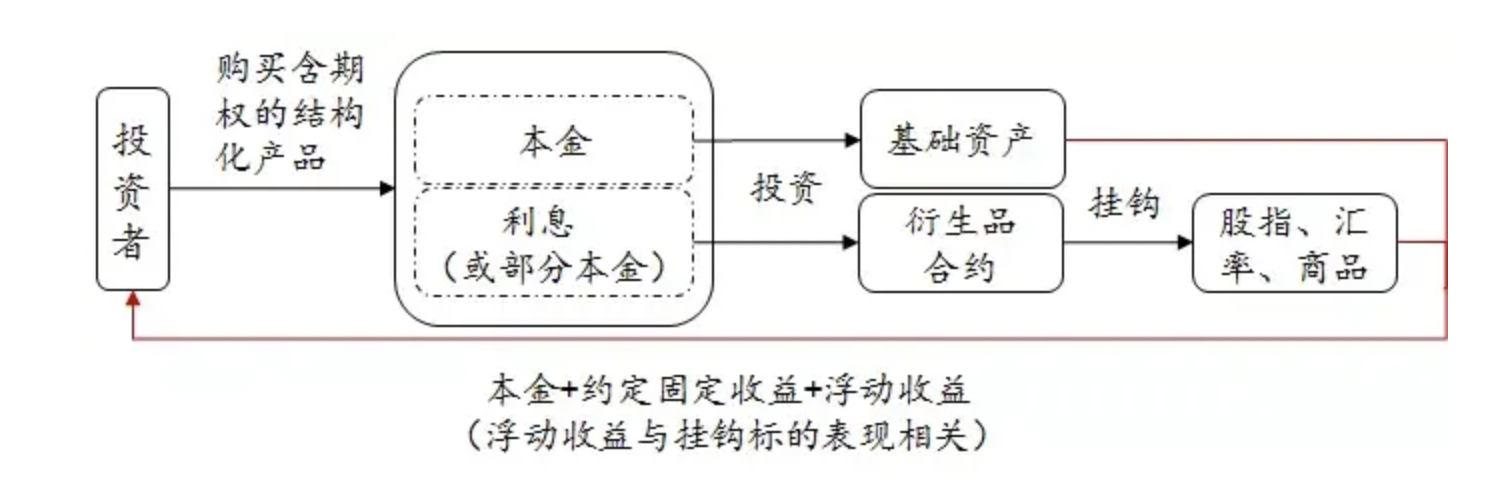 投
资
者
购买含期
权的结构
化产品
本金
利息
（或部分本金）
投资
基础资产
衍生品
合约
挂钩
股指、汇
率、商品
本金+约定固定收益+浮动收益
（浮动收益与挂钩标的表现相关）